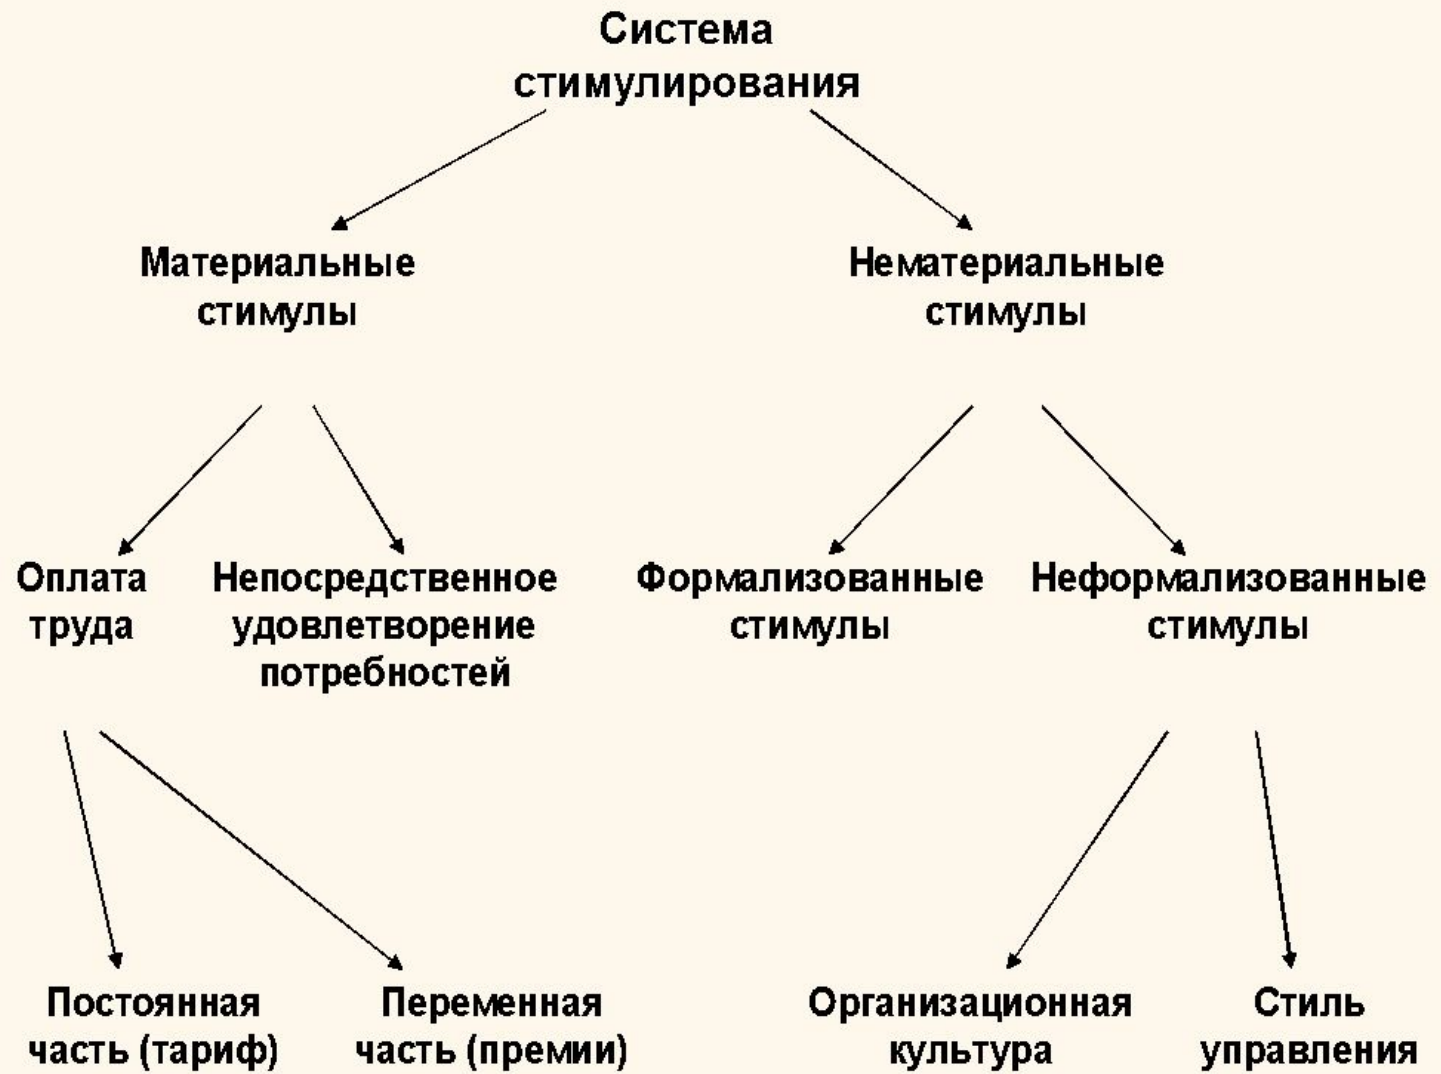 Система
стимулирования
Материальные
стимулы
Нематериальные
стимулы
Оплата
труда
Непосредственное
удовлетворение
потребностей
Формализованные
стимулы
Неформализованные
стимулы
Постоянная
часть (тариф)
Переменная
часть (премии)
Организационная
культура
Стиль
управления